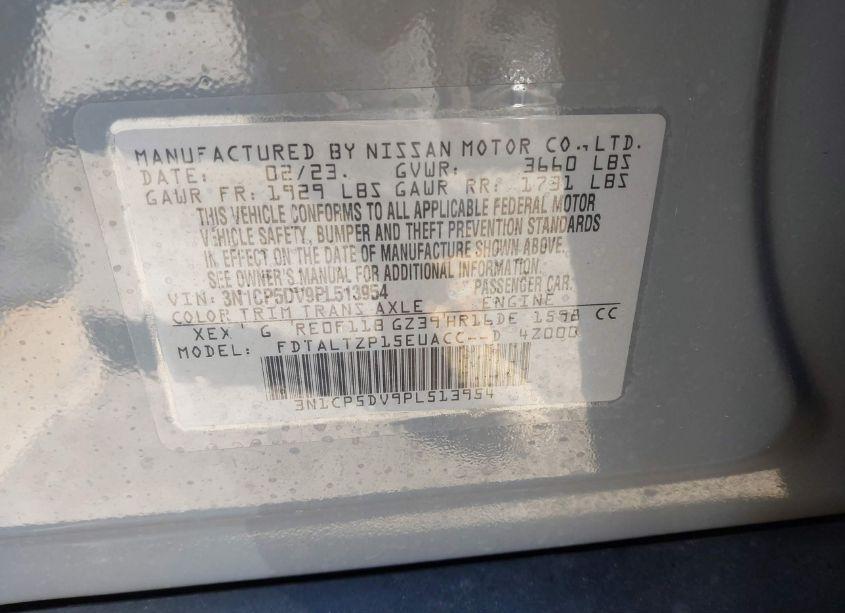 MANUFACTURED BY NISSAN MOTOR CO., LTD.
DATE: 02/23. GVWR: 3660 LBS
GAWR FR: 1929 LBS GAWR RR: 1731 LBS
THIS VEHICLE CONFORMS TO ALL APPLICABLE FEDERAL MOTOR
VEHICLE SAFETY, BUMPER AND THEFT PREVENTION STANDARDS
IN EFFECT ON THE DATE OF MANUFACTURE SHOWN ABOVE.
SEE OWNER'S MANUAL FOR ADDITIONAL INFORMATION.
VIN: 3N1CP5DV9PL513954 PASSENGER CAR.
COLOR TRIM TRANS AXLE ENGINE
XEX G RE0F11B GZ39 HR16DE 1598 CC
MODEL: FDTALTZP15EUACC--D 4Z000
3N1CP5DV9PL513954